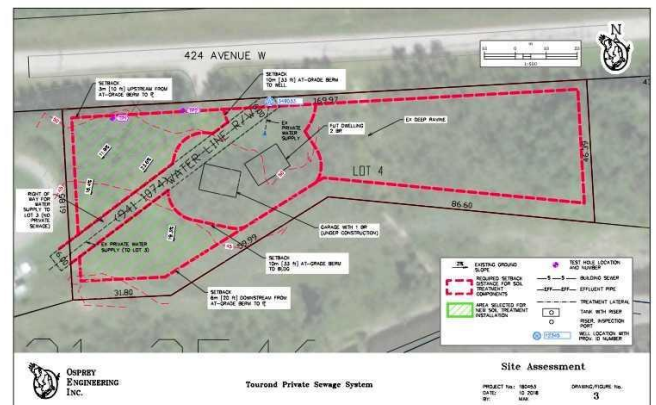 424 AVENUE W
N
SETBACK
3m [10 ft] UPSTREAM FROM
AT-GRADE BERM TO
SETBACK
10m [33 ft] AT-GRADE BERM
TO WELL
169.97
EX
PRIVATE
WATER
SUPPLY
FUT DWELLING
2 BR
EX DEEP RAVINE
LOT 4
(941 1074) WATER LINE R/W
RIGHT OF
WAY FOR
WATER
SUPPLY TO
LOT 3 (NO
PRIVATE
SEWAGE)
61.85
86.60
GARAGE WITH 1 BR
(UNDER CONSTRUCTION)
EX PRIVATE WATER
SUPPLY (TO LOT 3)
SETBACK
10m [33 ft] AT-GRADE BERM
TO BLDG
31.80
SETBACK
6m [20 ft] DOWNSTREAM FROM
AT-GRADE BERM TO
EXISTING GROUND
SLOPE
REQUIRED SETBACK
DISTANCE FOR SOIL
TREATMENT
COMPONENTS
AREA SELECTED FOR
NEW SOIL TREATMENT
INSTALLATION
TEST HOLE LOCATION
AND NUMBER
BUILDING SEWER
EFFLUENT PIPE
TREATMENT LATERAL
TANK WITH RISER
RISER, INSPECTION
PORT
WELL LOCATION WITH
PROV. ID NUMBER
OSPREY
ENGINEERING
INC.
Tourond Private Sewage System
Site Assessment
PROJECT No.:
DATE: 10 2018
BY: MAK
DRAWING/FIGURE No.
3